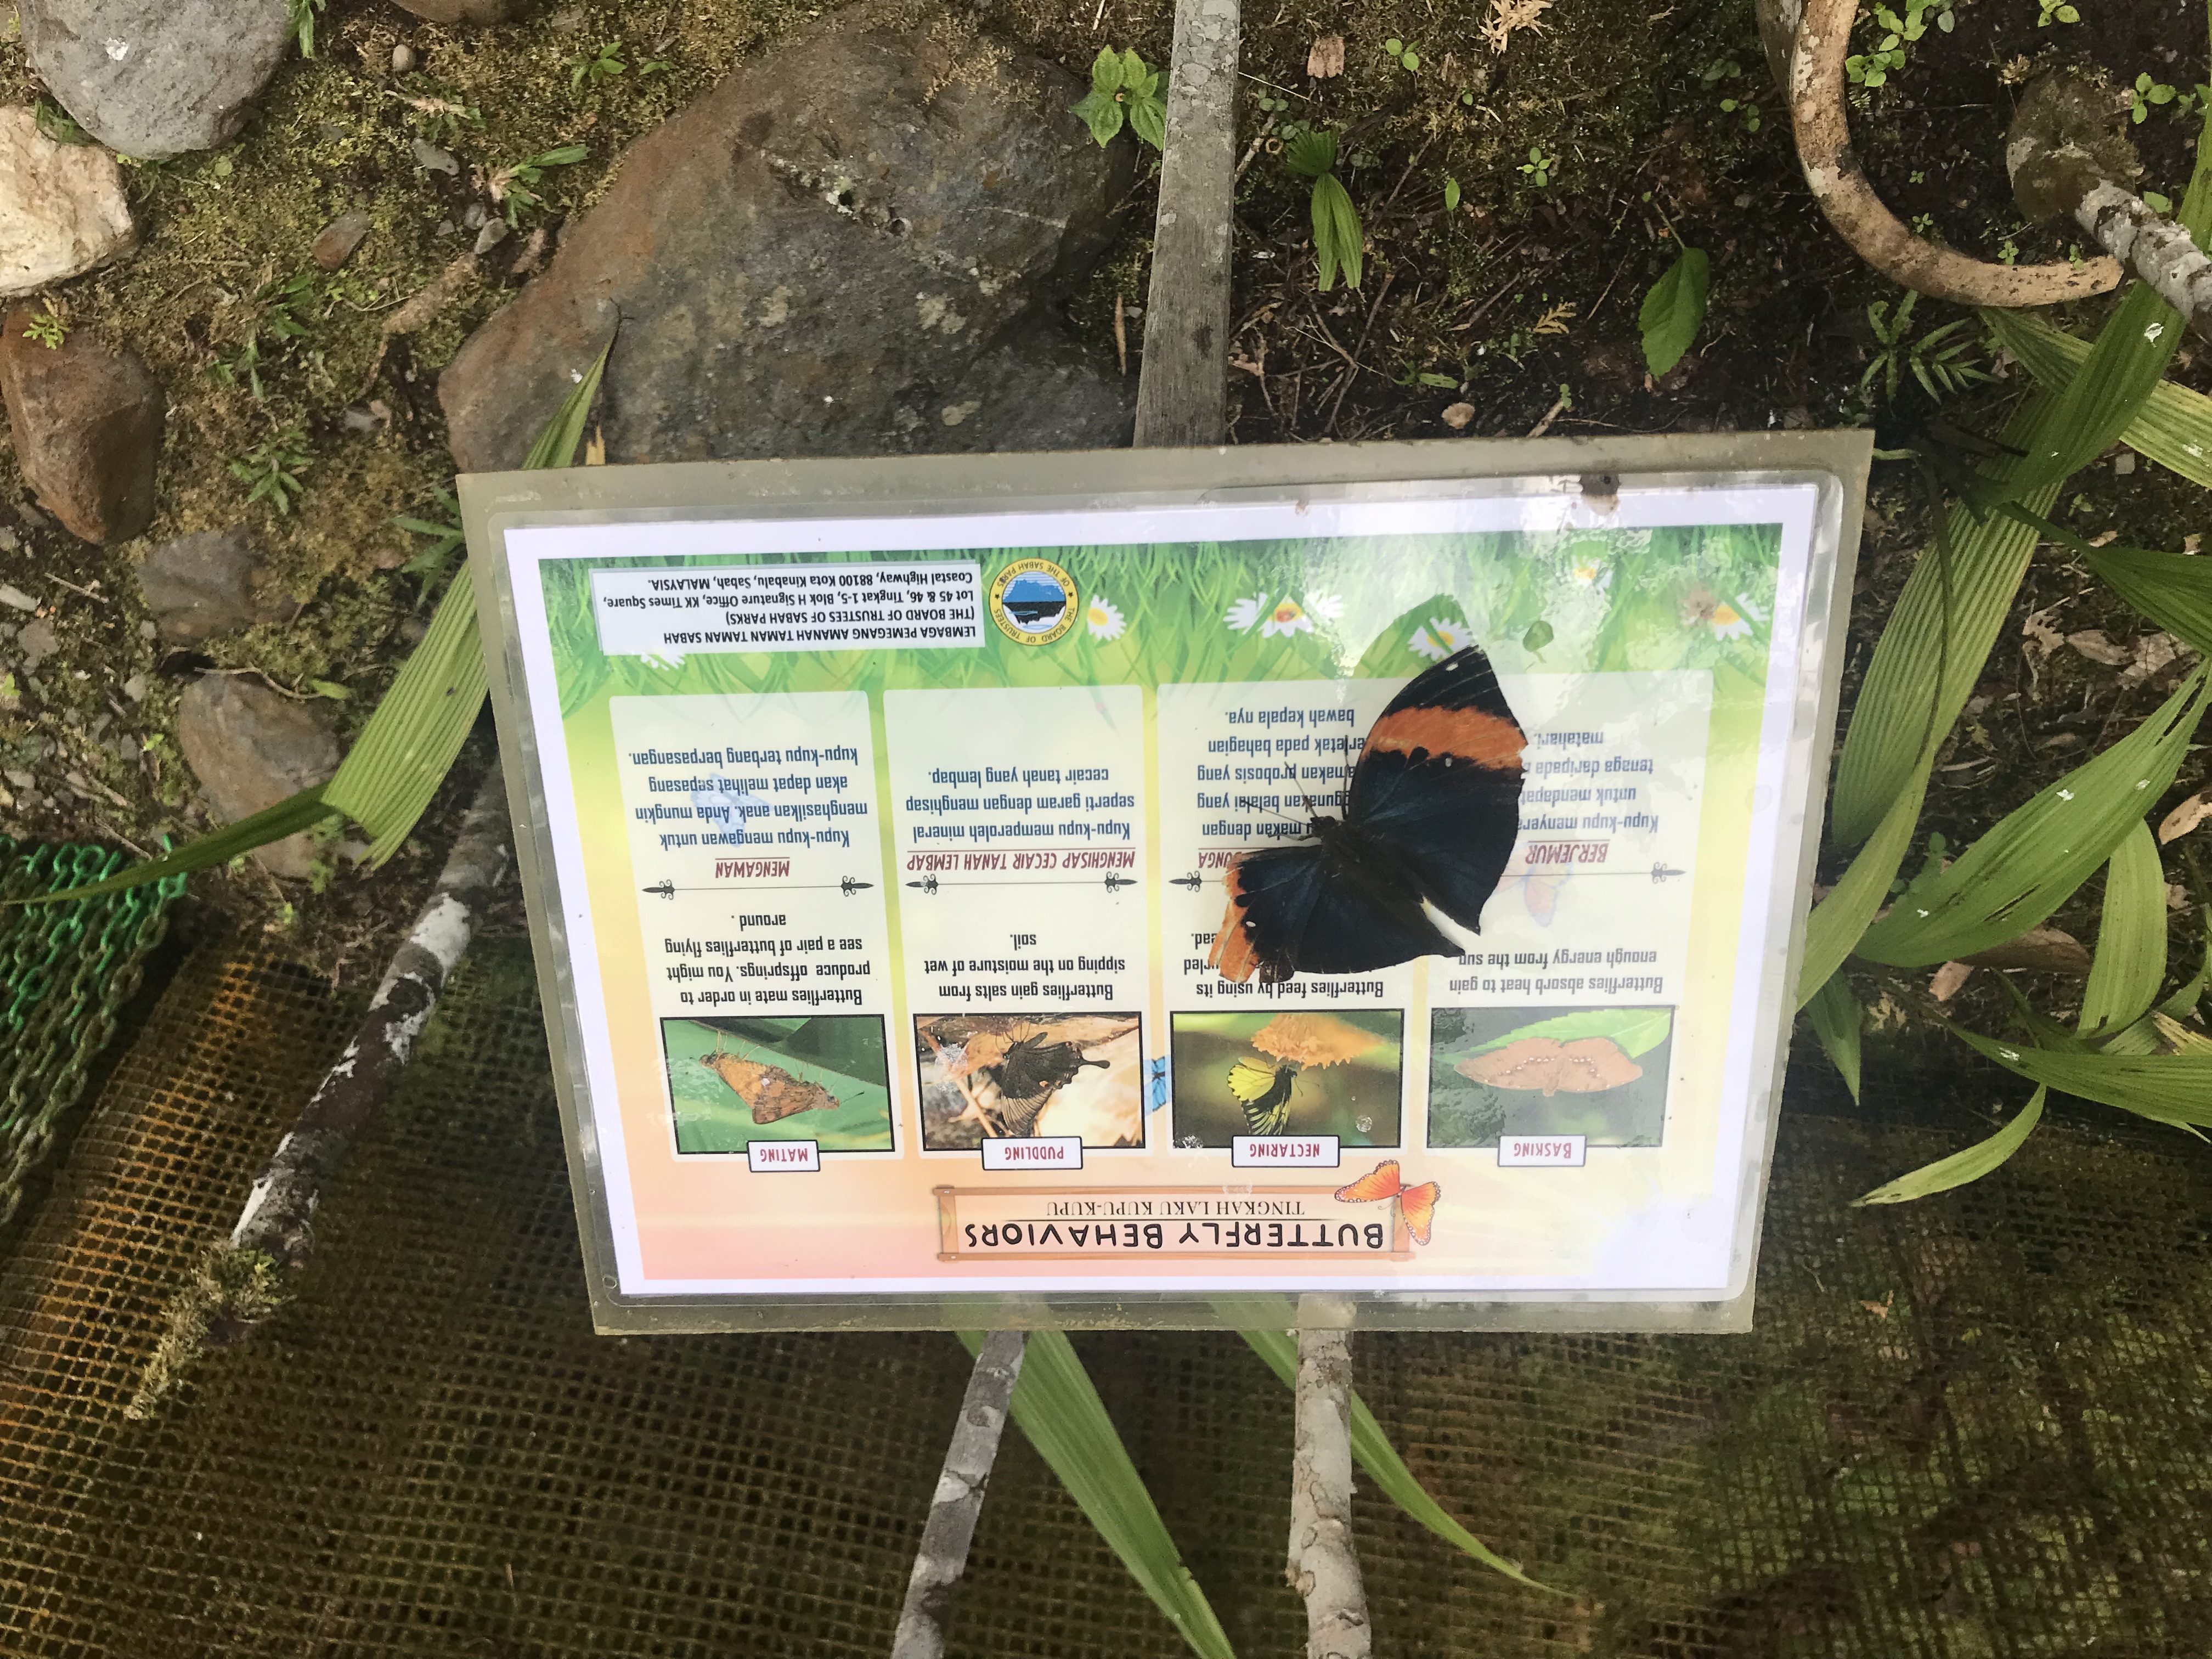 BUTTERFLY BEHAVIORS
TINGKAH LAKU KUPU-KUPU
BASKING
Butterflies absorb heat to gain
enough energy from the sun
BERJEMUR
Kupu-kupu
untuk
tenaga daripada
matahari.
NECTARING
Butterflies feed by using its
makan dengan
belalai yang
probosis yang
pada bahagian
bawah kepala nya.
PUDDLING
Butterflies gain salts from
sipping on the moisture of wet
soil.
MENGHISAP CECAIR TANAH LEMBAP
Kupu-kupu memperoleh mineral
seperti garam dengan menghisap
cecair tanah yang lembap.
MATING
Butterflies mate in order to
produce offsprings. You might
see a pair of butterflies flying
around .
MENGAWAN
Kupu-kupu mengawan untuk
menghasilkan anak. Anda mungkin
akan dapat melihat sepasang
kupu-kupu terbang berpasangan.
THE BOARD OF TRUSTEES
OF THE SABAH PARKS
LEMBAGA PEMEGANG AMANAH TAMAN TAMAN SABAH
(THE BOARD OF TRUSTEES OF SABAH PARKS)
Lot 45 & 46, Tingkat 1-5, Blok H Signature Office, KK Times Square,
Coastal Highway, 88100 Kota Kinabalu, Sabah, MALAYSIA.